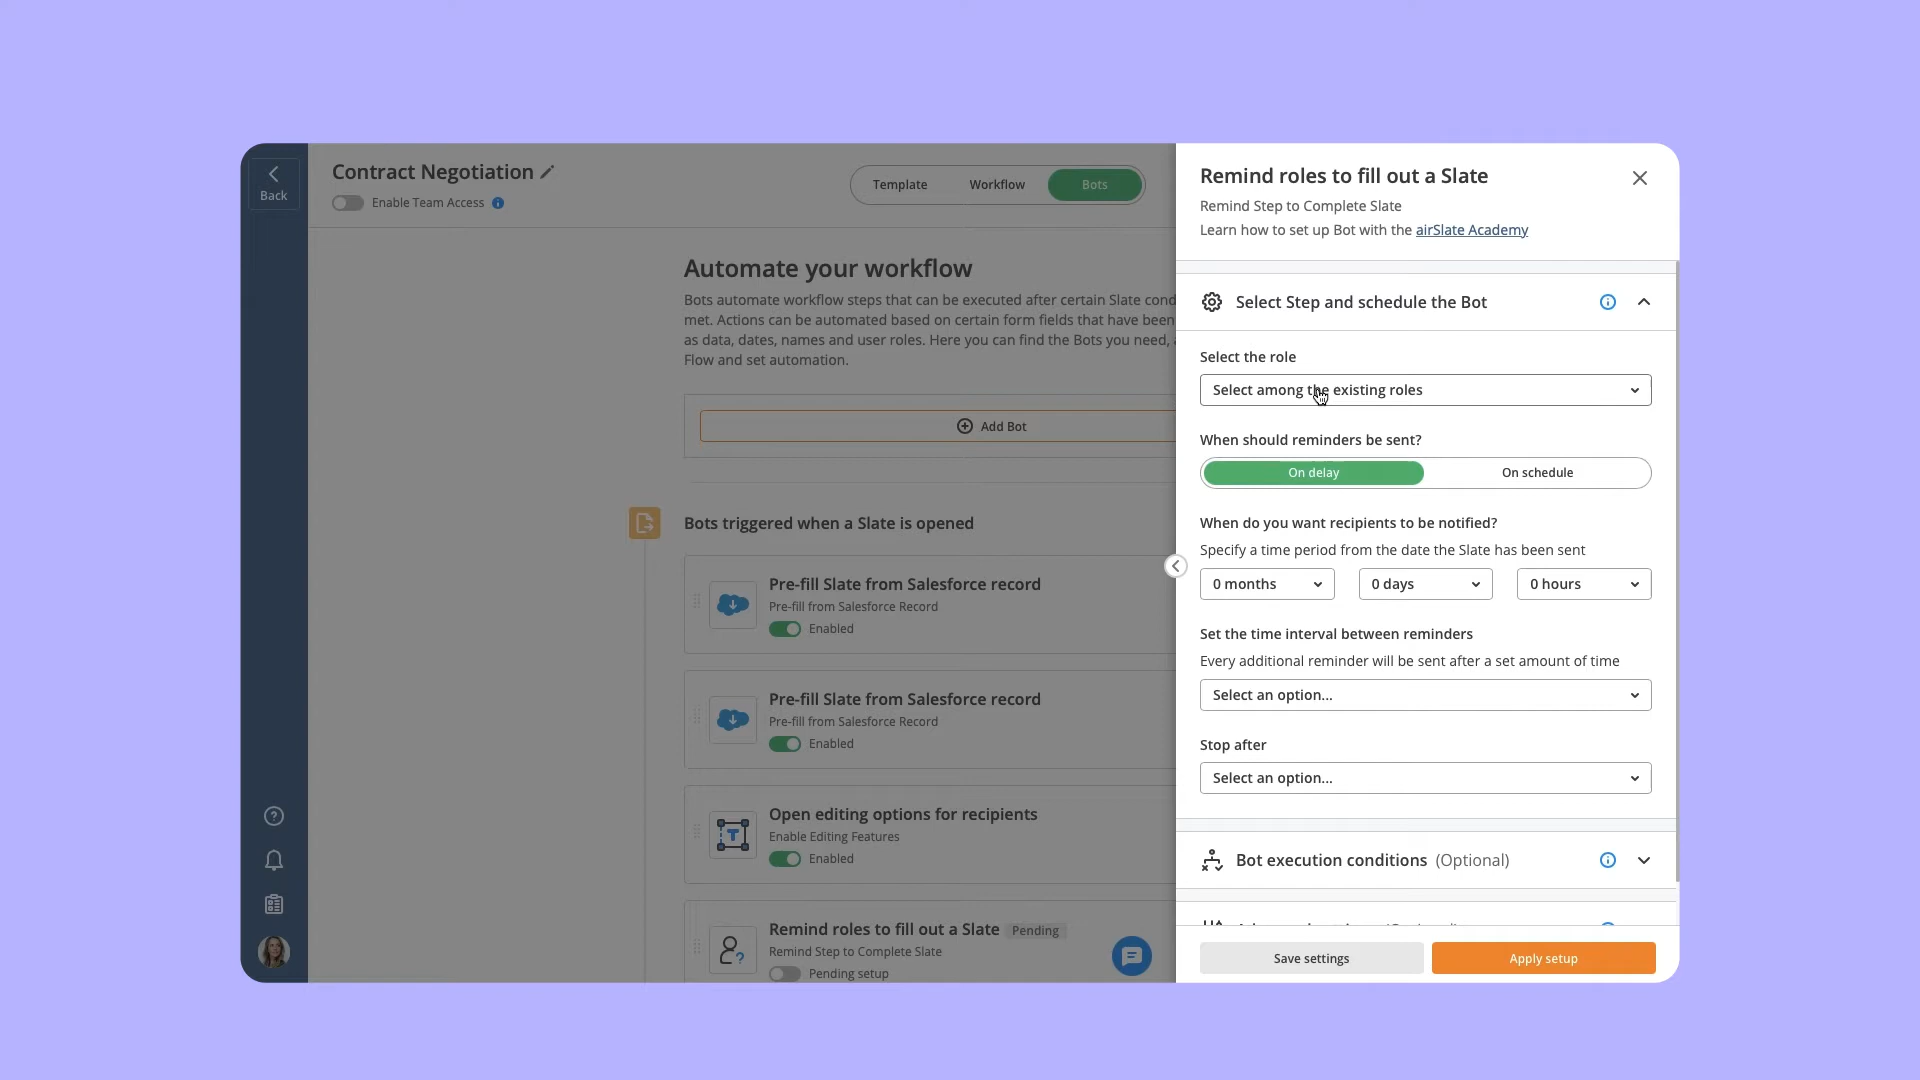 Back
Contract Negotiation
Enable Team Access
Template
Workflow
Bots
Automate your workflow
Bots automate workflow steps that can be executed after certain Slate cond
met. Actions can be automated based on certain form fields that have been
as data, dates, names and user roles. Here you can find the Bots you need,
Flow and set automation.
Add Bot
Bots triggered when a Slate is opened
Pre-fill Slate from Salesforce record
Pre-fill from Salesforce Record
Enabled
Pre-fill Slate from Salesforce record
Pre-fill from Salesforce Record
Enabled
Open editing options for recipients
Enable Editing Features
Enabled
Remind roles to fill out a Slate Pending
Remind Step to Complete Slate
Pending setup
Remind roles to fill out a Slate
Remind Step to Complete Slate
Learn how to set up Bot with the airSlate Academy
Select Step and schedule the Bot
Select the role
Select among the existing roles
When should reminders be sent?
On delay
On schedule
When do you want recipients to be notified?
Specify a time period from the date the Slate has been sent
0 months
0 days
0 hours
Set the time interval between reminders
Every additional reminder will be sent after a set amount of time
Select an option...
Stop after
Select an option...
Bot execution conditions (Optional)
Save settings
Apply setup